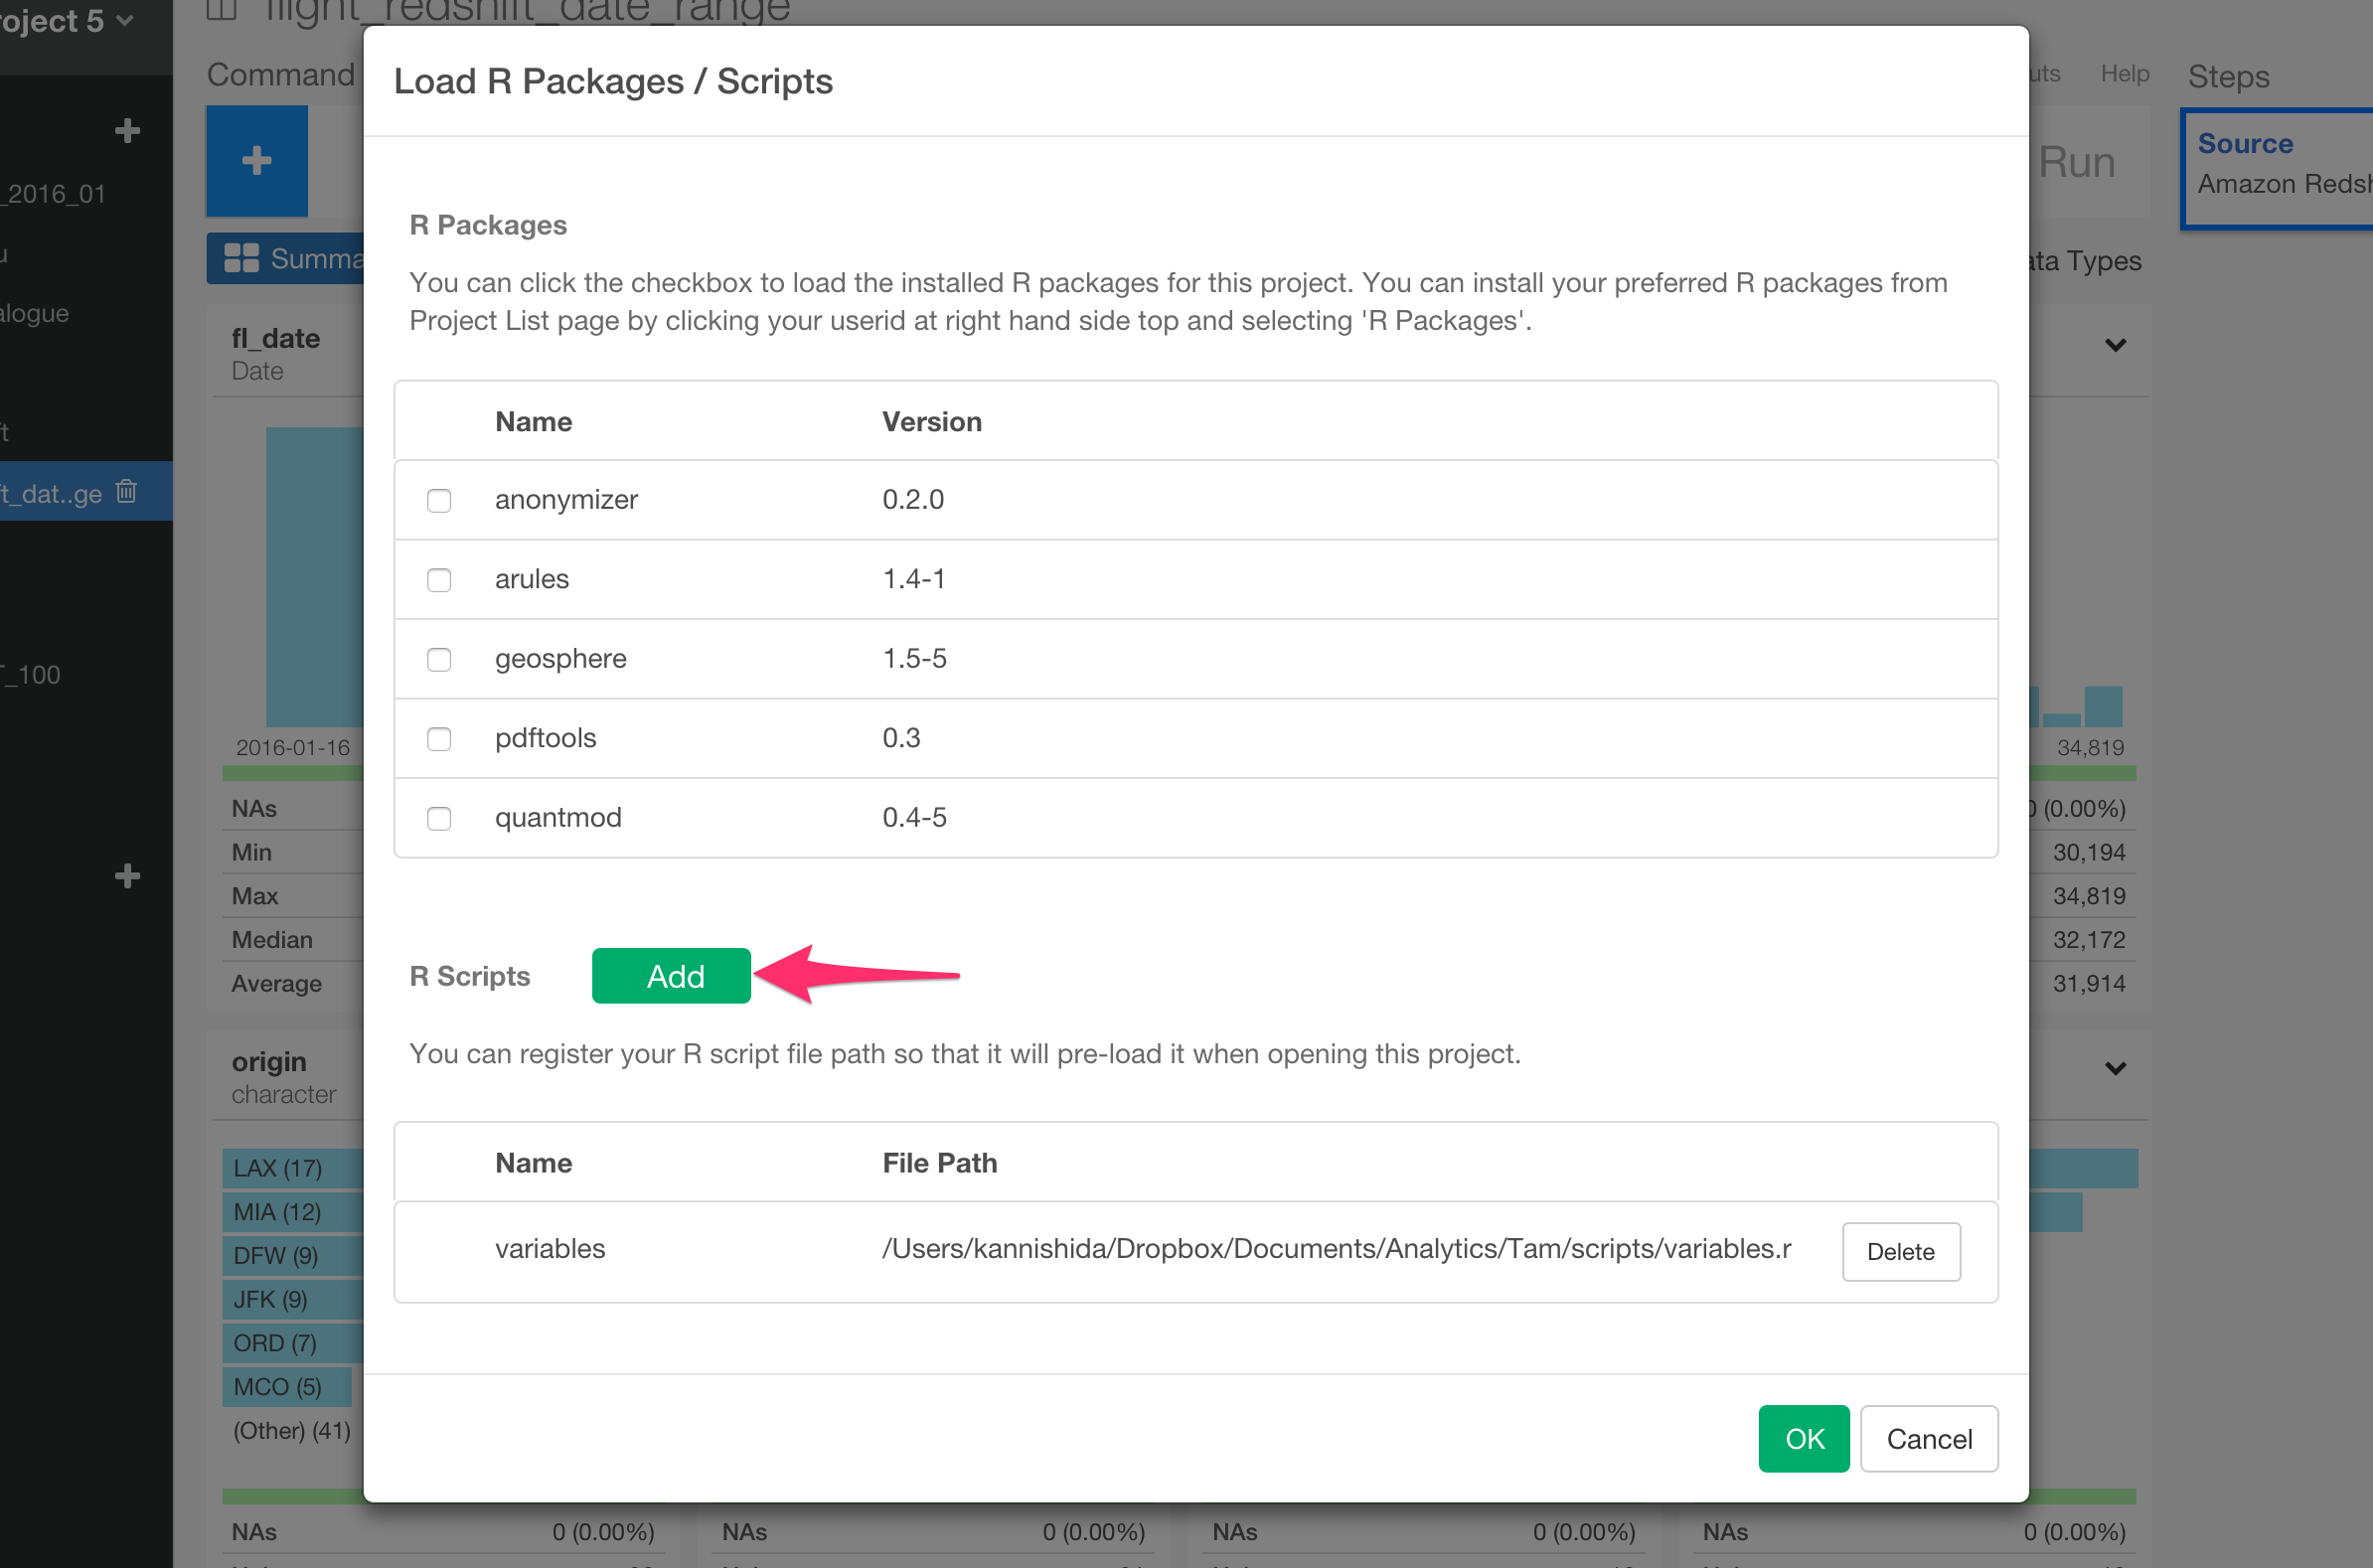 oject 5
flight_redshift_date_range
Command
uts
Help
Steps
_2016_01
u
alogue
ft
ft_dat..ge
T_100
Summa
Run
Source
Amazon Redsh
ata Types
fl_date
Date
2016-01-16
NAs
Min
Max
Median
Average
34,819
0 (0.00%)
30,194
34,819
32,172
31,914
origin
character
LAX (17)
MIA (12)
DFW (9)
JFK (9)
ORD (7)
MCO (5)
(Other) (41)
Load R Packages / Scripts
R Packages
You can click the checkbox to load the installed R packages for this project. You can install your preferred R packages from
Project List page by clicking your userid at right hand side top and selecting 'R Packages'.
Name Version
anonymizer 0.2.0
arules 1.4-1
geosphere 1.5-5
pdftools 0.3
quantmod 0.4-5
R Scripts Add
You can register your R script file path so that it will pre-load it when opening this project.
Name File Path
variables /Users/kannishida/Dropbox/Documents/Analytics/Tam/scripts/variables.r Delete
OK Cancel
NAs 0 (0.00%) NAs 0 (0.00%) NAs 0 (0.00%) NAs 0 (0.00%)